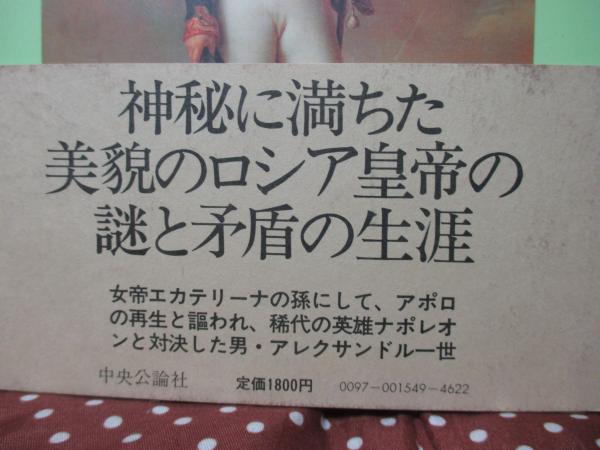 神秘に満ちた
美貌のロシア皇帝の
謎と矛盾の生涯
女帝エカテリーナの孫にして、アポロ
の再生と謳われ、稀代の英雄ナポレオ
ンと対決した男・アレクサンドル一世
中央公論社 定価1800円 0097-001549-4622